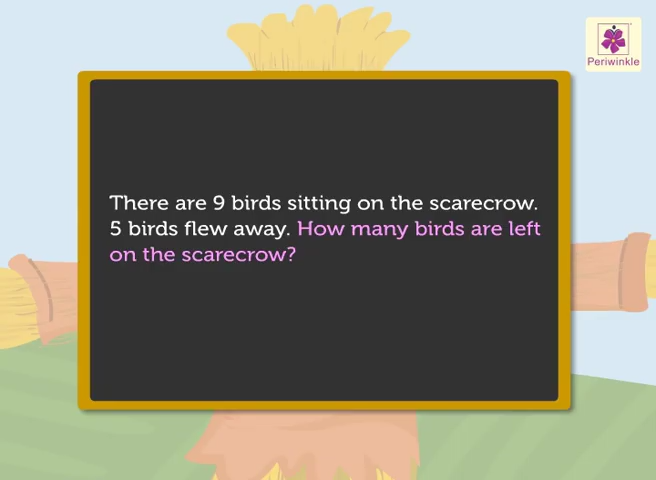 Periwinkle
There are 9 birds sitting on the scarecrow.
5 birds flew away. How many birds are left
on the scarecrow?